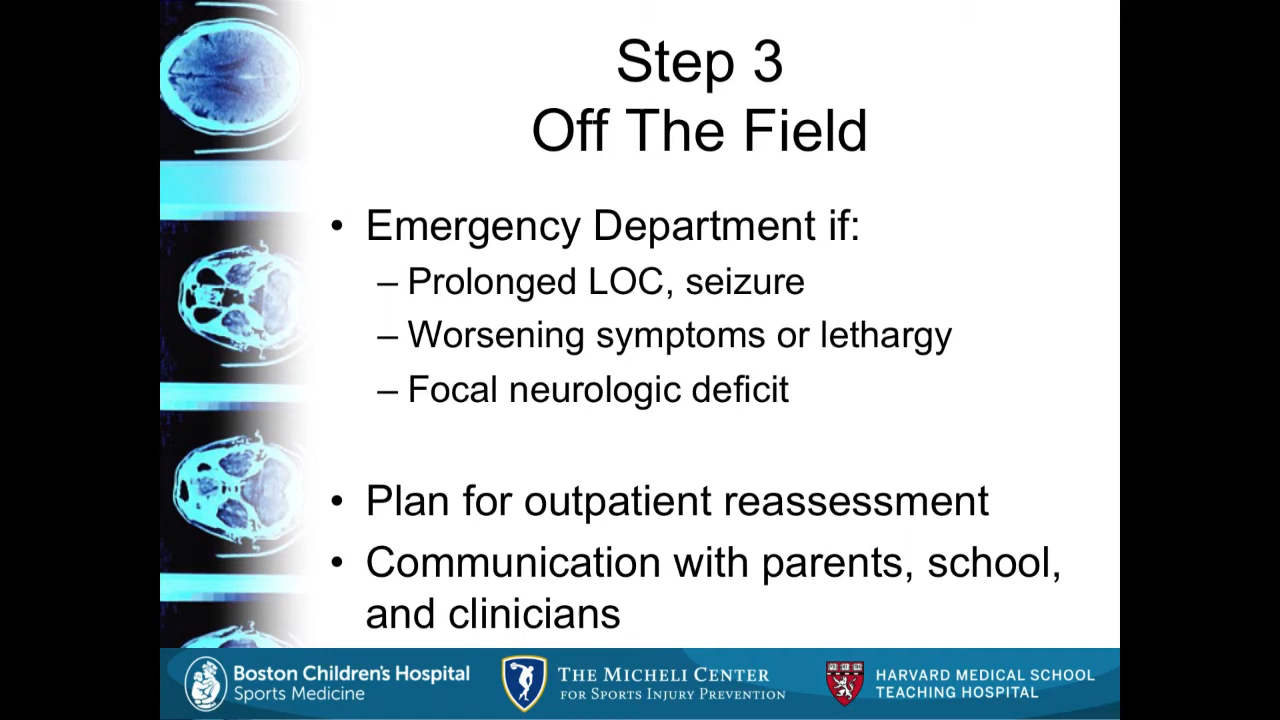 Step 3
Off The Field
• Emergency Department if:
– Prolonged LOC, seizure
– Worsening symptoms or lethargy
– Focal neurologic deficit
• Plan for outpatient reassessment
• Communication with parents, school,
and clinicians
Boston Children's Hospital
Sports Medicine
THE MICHELI CENTER
FOR SPORTS INJURY PREVENTION
HARVARD MEDICAL SCHOOL
TEACHING HOSPITAL